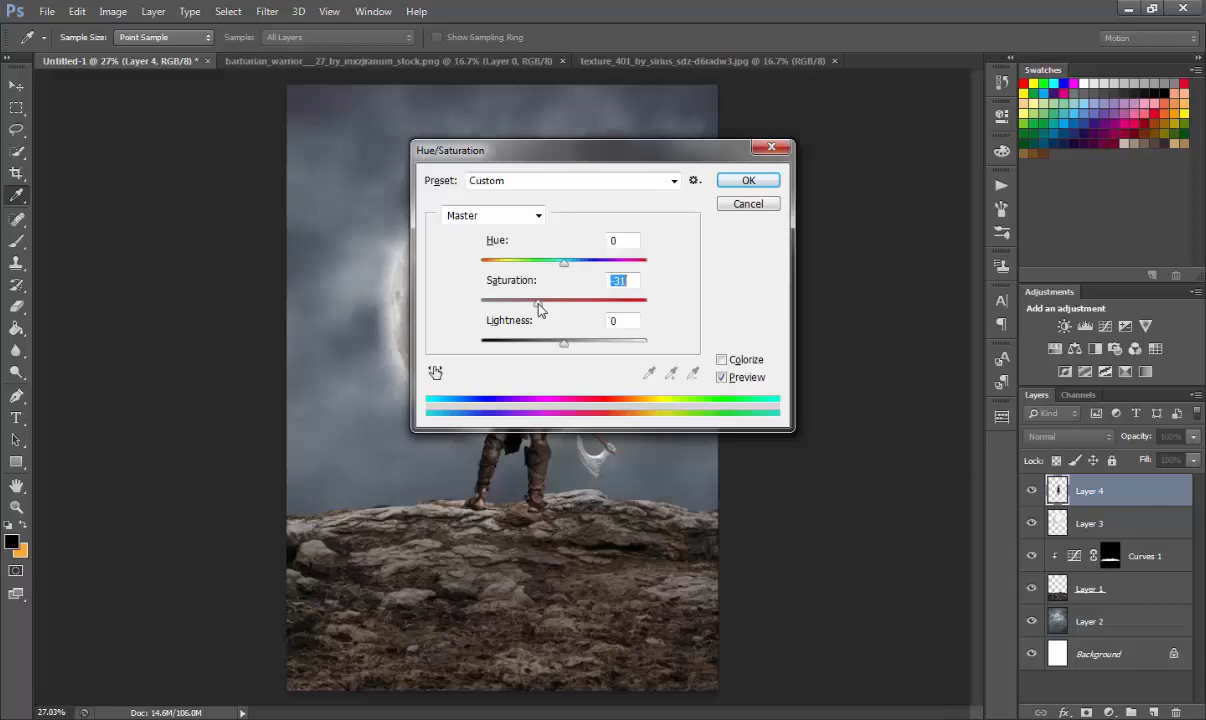 Ps File Edit Image Layer Type Select Filter 3D View Window Help
Sample Size: Point Sample Sample: All Layers Show Sampling Ring Motion
Untitled-1 @ 27% (Layer 4, RGB/8) * × barbarian_warrior__27_by_mxzjranum_stock.png @ 16.7% (Layer 0, RGB/8) × texture_401_by_sirius_sdz-d6radw3.jpg @ 16.7% (RGB/8) ×
Swatches
Hue/Saturation
Preset: Custom OK
Cancel
Master
Hue: 0
Saturation: -31
Lightness: 0
Colorize
Preview
Adjustments
Add an adjustment
Layers Channels
Kind
Normal Opacity: 100%
Lock: Fill: 100%
Layer 4
Layer 3
Curves 1
Layer 1
Layer 2
Background
27.03% Doc: 14.6M/106.0M